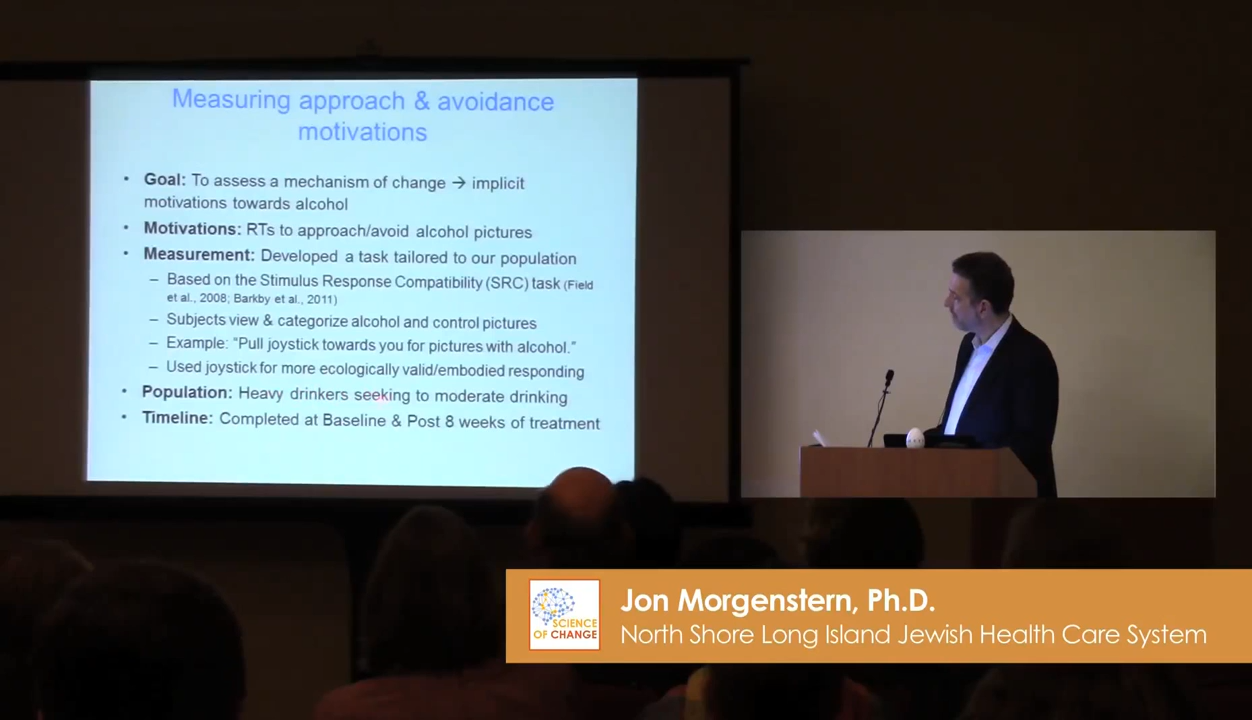 Measuring approach & avoidance
motivations
• Goal: To assess a mechanism of change → implicit
motivations towards alcohol
• Motivations: RTs to approach/avoid alcohol pictures
• Measurement: Developed a task tailored to our population
– Based on the Stimulus Response Compatibility (SRC) task (Field
et al., 2008; Barkby et al., 2011)
– Subjects view & categorize alcohol and control pictures
– Example: “Pull joystick towards you for pictures with alcohol.”
– Used joystick for more ecologically valid/embodied responding
• Population: Heavy drinkers seeking to moderate drinking
• Timeline: Completed at Baseline & Post 8 weeks of treatment
SCIENCE
OF CHANGE
Jon Morgenstern, Ph.D.
North Shore Long Island Jewish Health Care System